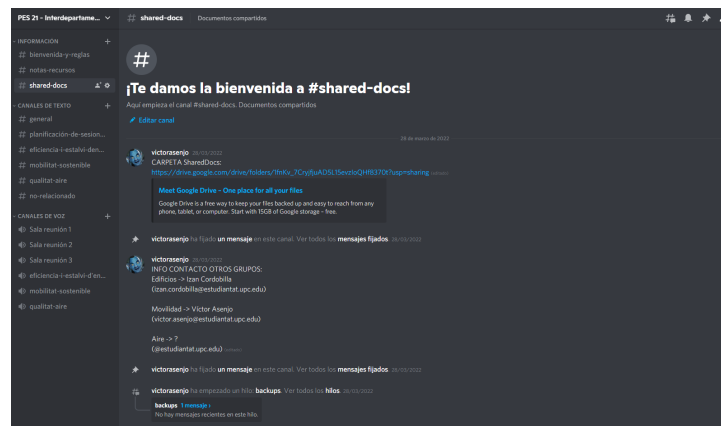 PES 21 - Interdepartame...
INFORMACIÓN
bienvenida-y-reglas
notas-recursos
shared-docs
CANALES DE TEXTO
general
planificación-de-sesion...
eficiencia-i-estalvi-den...
mobilitat-sostenible
qualitat-aire
no-relacionado
CANALES DE VOZ
Sala reunión 1
Sala reunión 2
Sala reunión 3
eficiencia-i-estalvi-d'en...
mobilitat-sostenible
qualitat-aire
shared-docs Documentos compartidos
¡Te damos la bienvenida a #shared-docs!
Aquí empieza el canal #shared-docs. Documentos compartidos
Editar canal
28 de marzo de 2022
victorasenjo 28/03/2022
CARPETA SharedDocs:
Meet Google Drive – One place for all your files
Google Drive is a free way to keep your files backed up and easy to reach from any
phone, tablet, or computer. Start with 15GB of Google storage – free.
victorasenjo ha fijado un mensaje en este canal. Ver todos los mensajes fijados. 28/03/2022
victorasenjo 28/03/2022
INFO CONTACTO OTROS GRUPOS:
Edificios -> Izan Cordobilla
(izan.cordobilla@estudiantat.upc.edu)
Movilidad -> Víctor Asenjo
(victor.asenjo@estudiantat.upc.edu)
Aire -> ?
(@estudiantat.upc.edu) (editado)
victorasenjo ha fijado un mensaje en este canal. Ver todos los mensajes fijados. 28/03/2022
victorasenjo ha empezado un hilo: backups. Ver todos los hilos. 28/03/2022
backups 1 mensaje ›
No hay mensajes recientes en este hilo.